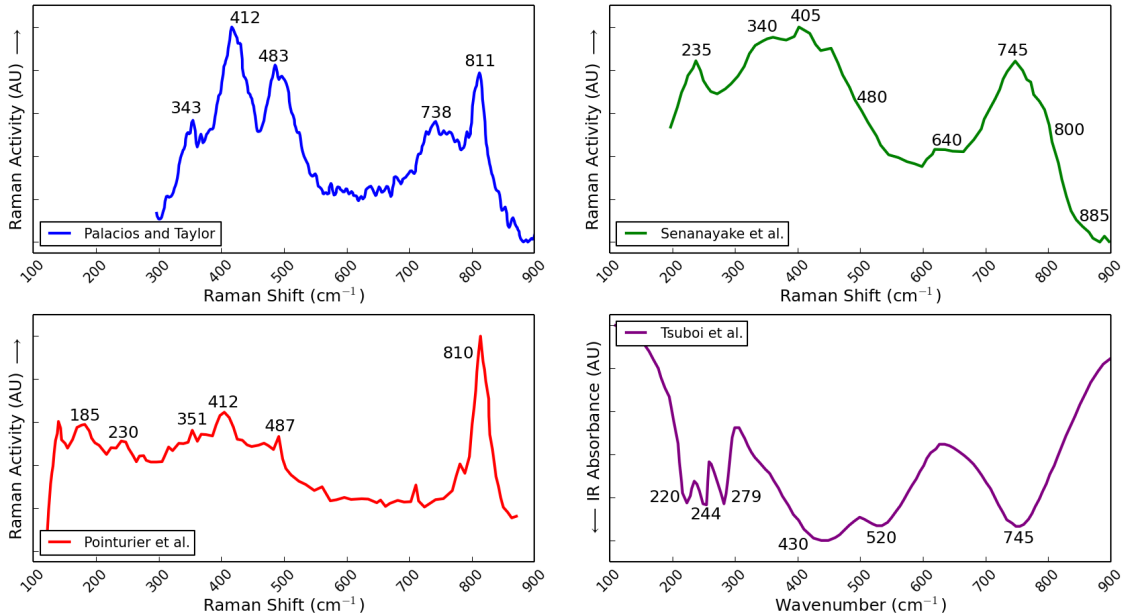 Raman Activity (AU) →
412
483
811
343
738
Palacios and Taylor
100 200 300 400 500 600 700 800 900
Raman Shift (cm⁻¹)
Raman Activity (AU) →
405
340
235
745
480
640
800
885
Senanayake et al.
100 200 300 400 500 600 700 800 900
Raman Shift (cm⁻¹)
Raman Activity (AU) →
810
412
185
351
487
230
Pointurier et al.
100 200 300 400 500 600 700 800 900
Raman Shift (cm⁻¹)
← IR Absorbance (AU)
Tsuboi et al.
220
279
244
430
520
745
100 200 300 400 500 600 700 800 900
Wavenumber (cm⁻¹)